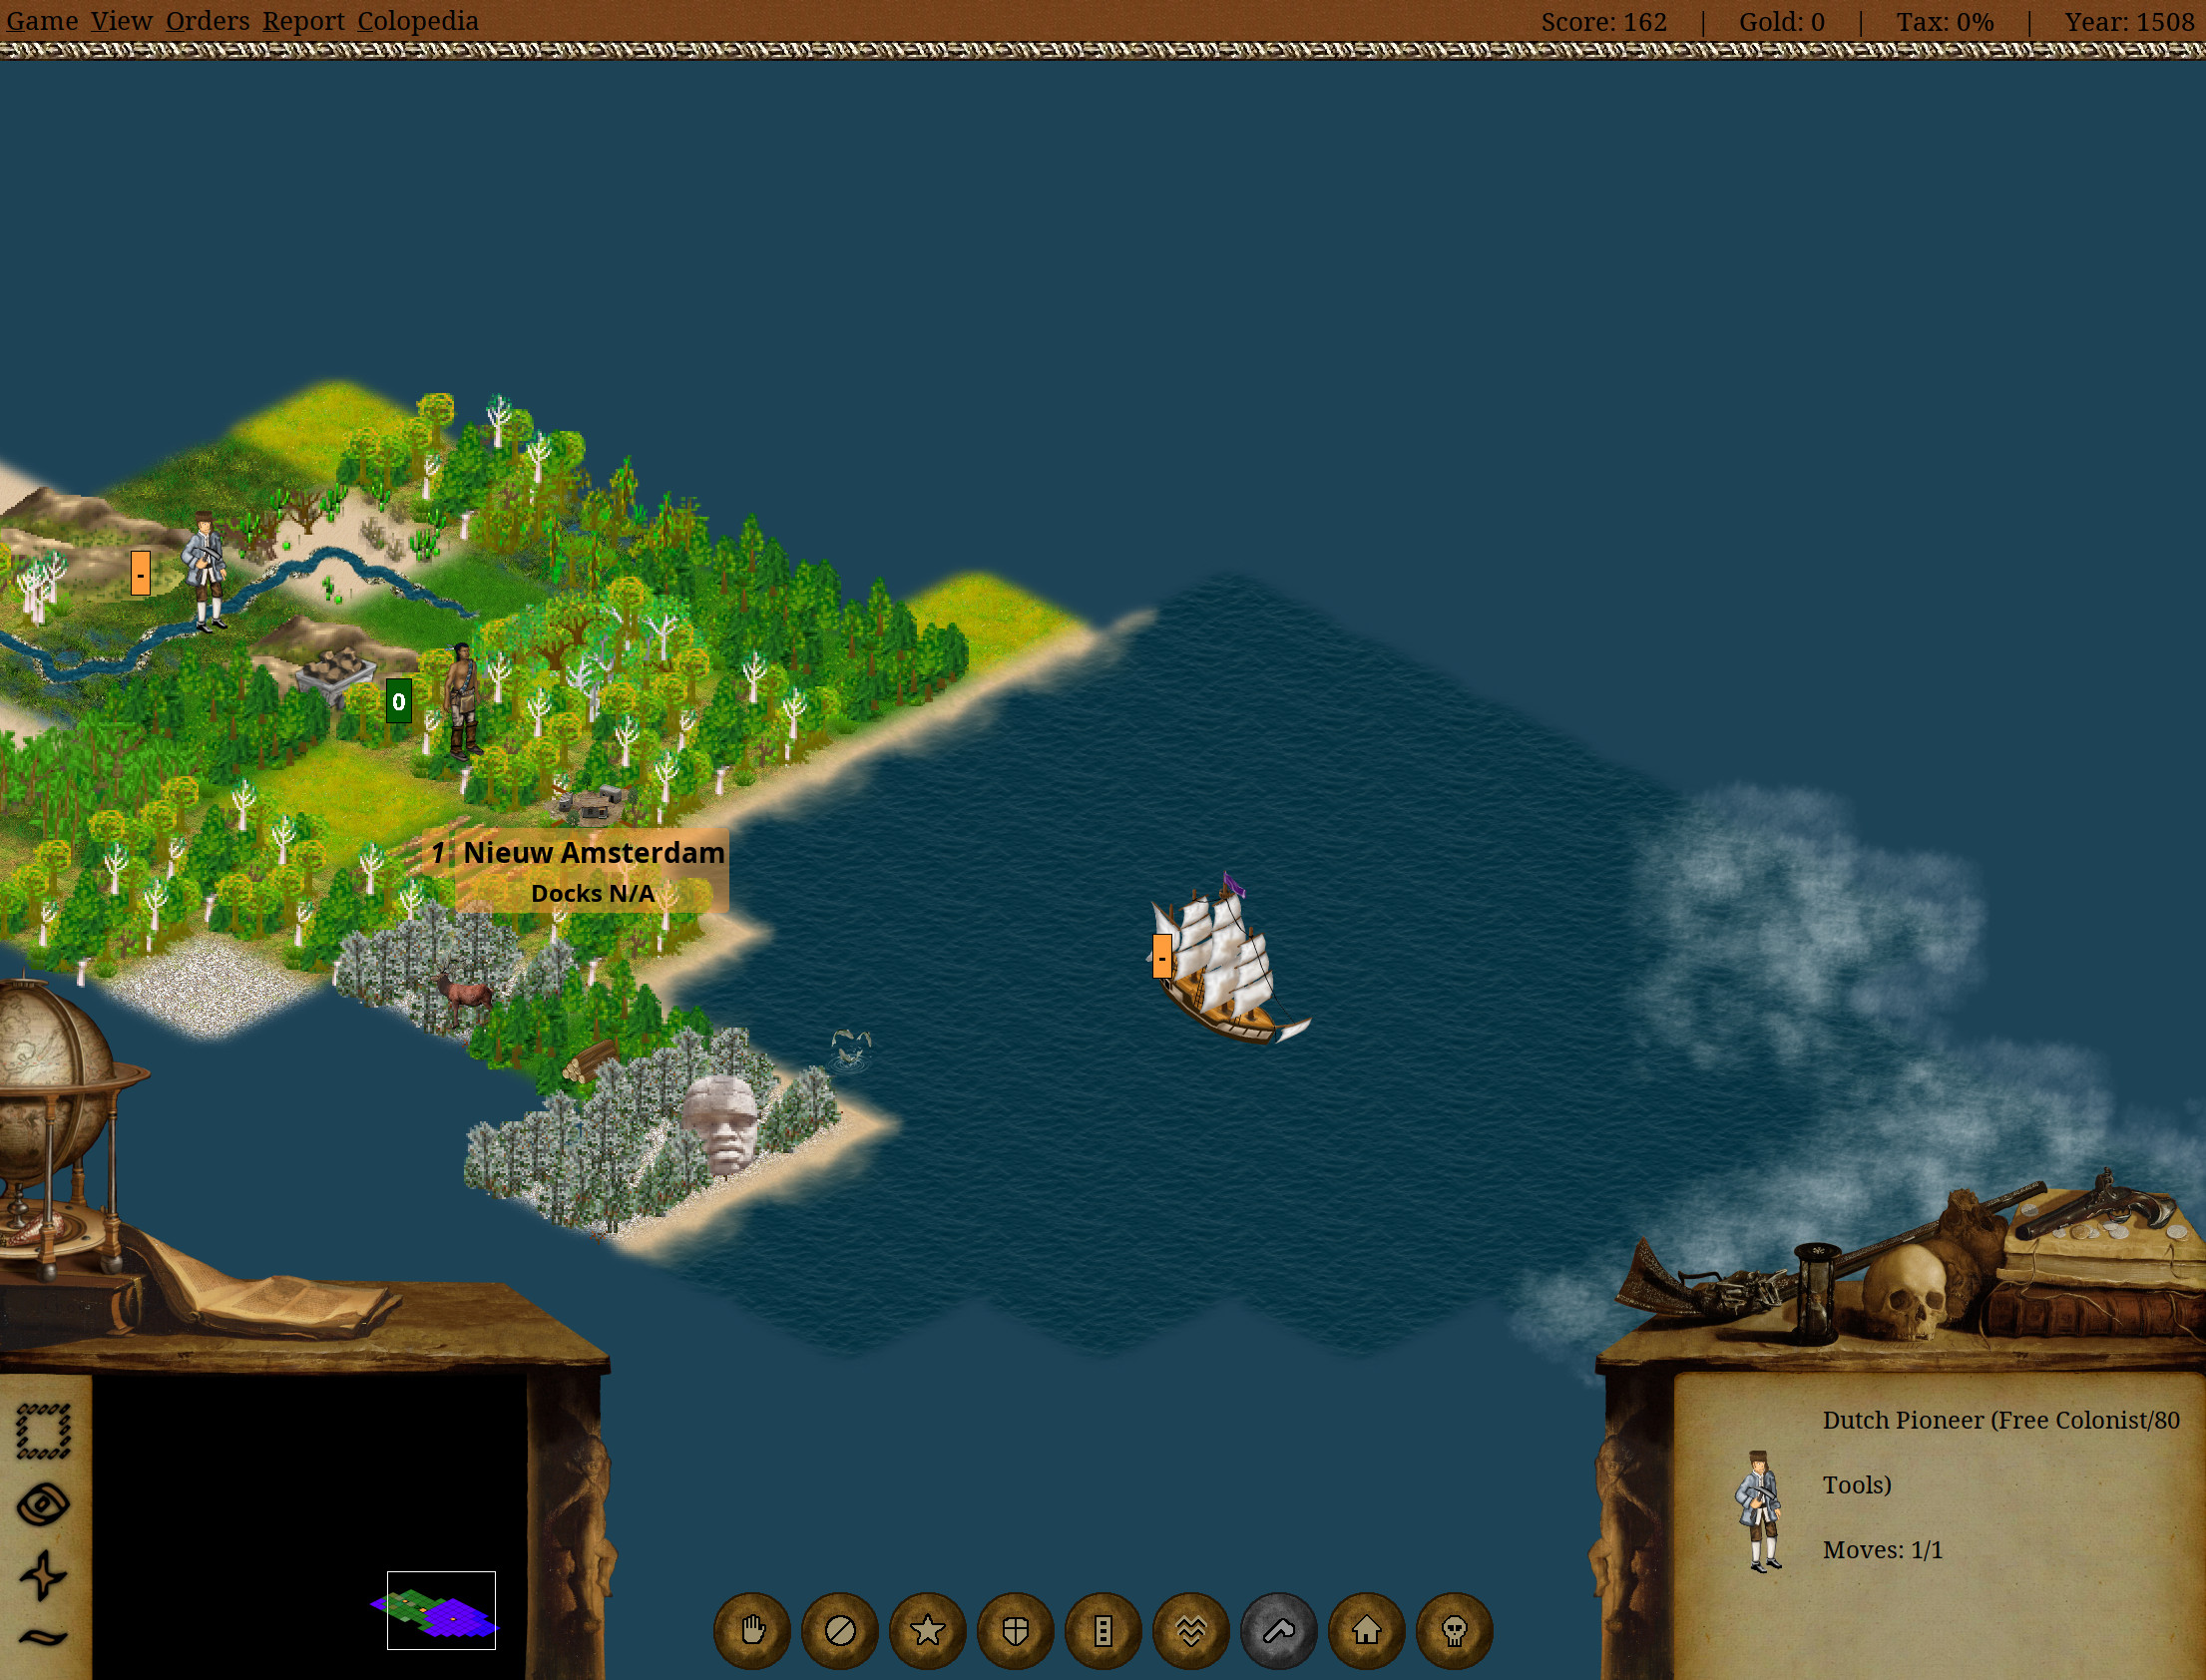 Game View Orders Report Colopedia
Score: 162 | Gold: 0 | Tax: 0% | Year: 1508
-
0
1 Nieuw Amsterdam
Docks N/A
-
Dutch Pioneer (Free Colonist/80
Tools)
Moves: 1/1